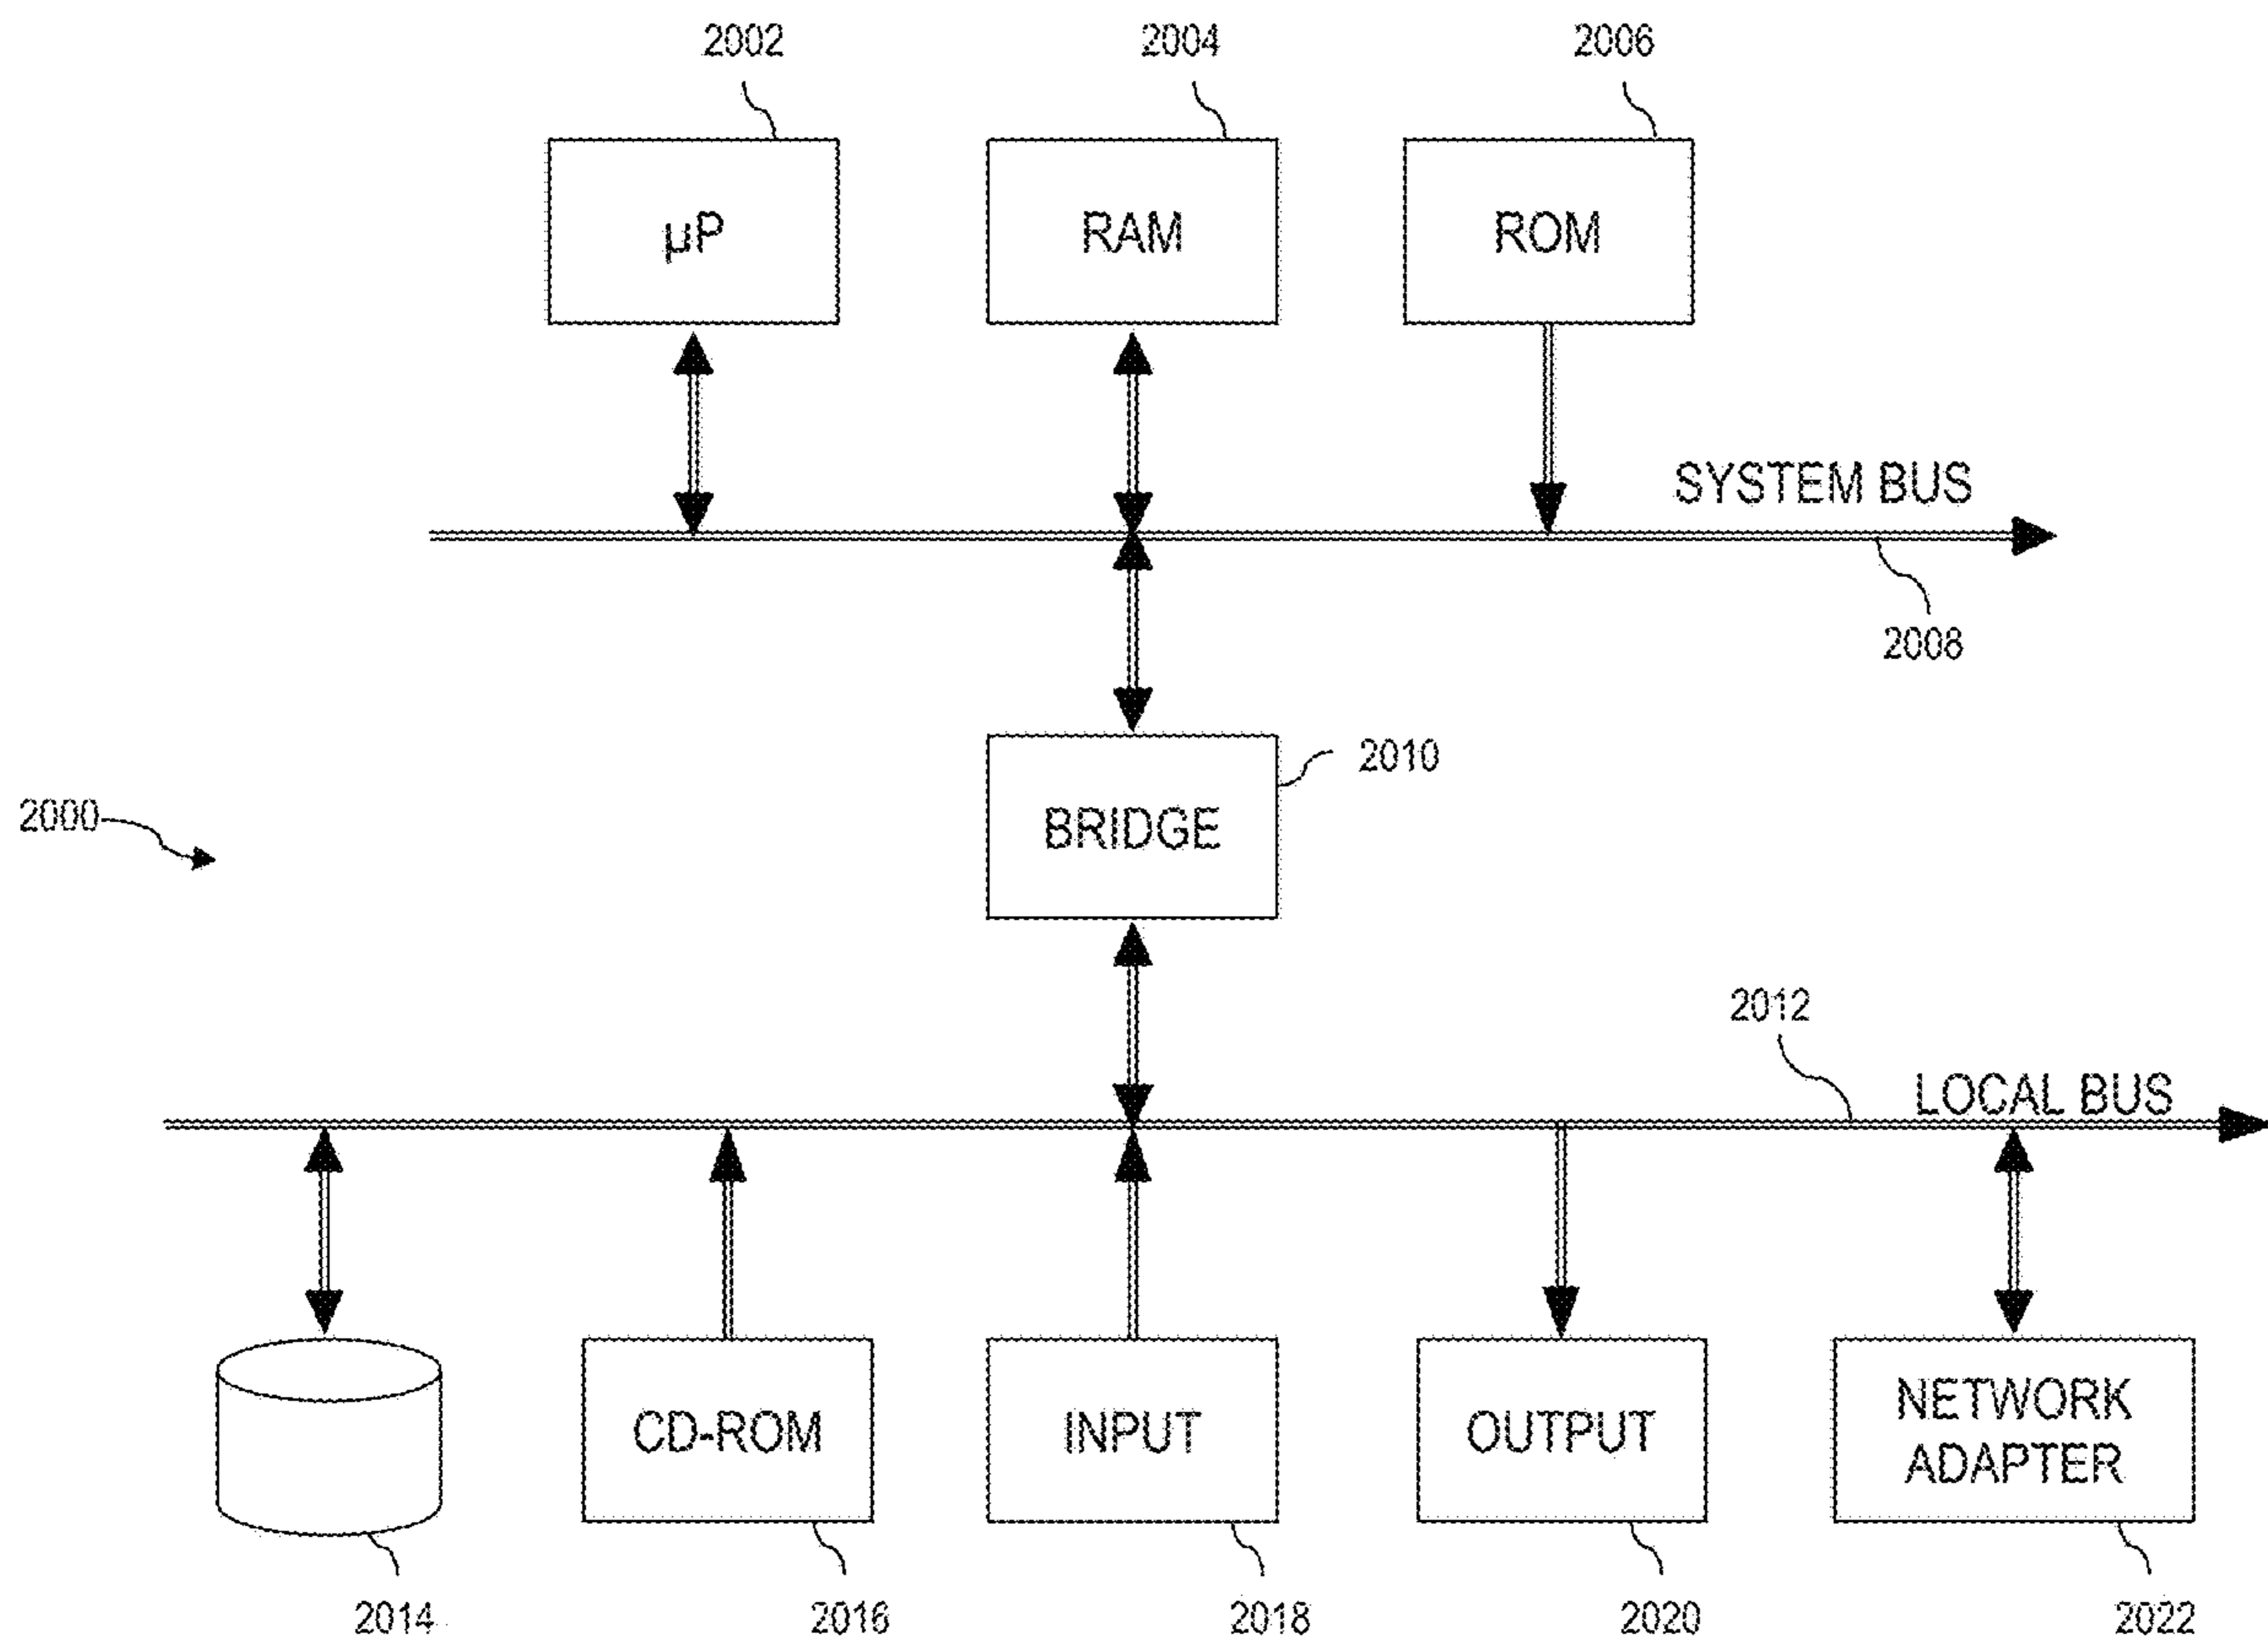 2002
2004
2006
µP
RAM
ROM
SYSTEM BUS
2008
2010
BRIDGE
2000
2012
LOCAL BUS
CD-ROM
INPUT
OUTPUT
NETWORK
ADAPTER
2014
2016
2018
2020
2022